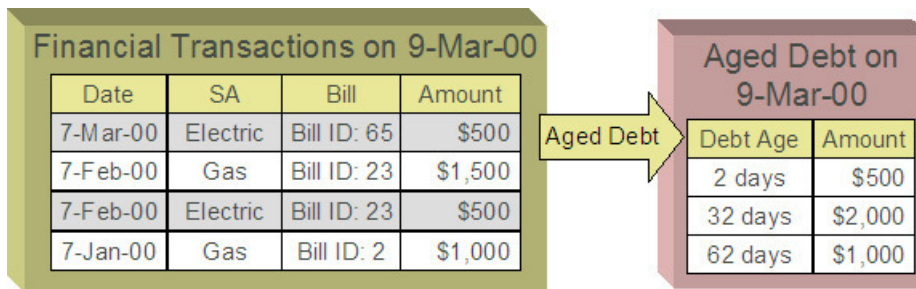 Financial Transactions on 9-Mar-00
Date SA Bill Amount
7-Mar-00 Electric Bill ID: 65 $500
7-Feb-00 Gas Bill ID: 23 $1,500
7-Feb-00 Electric Bill ID: 23 $500
7-Jan-00 Gas Bill ID: 2 $1,000
Aged Debt
Aged Debt on
9-Mar-00
Debt Age Amount
2 days $500
32 days $2,000
62 days $1,000